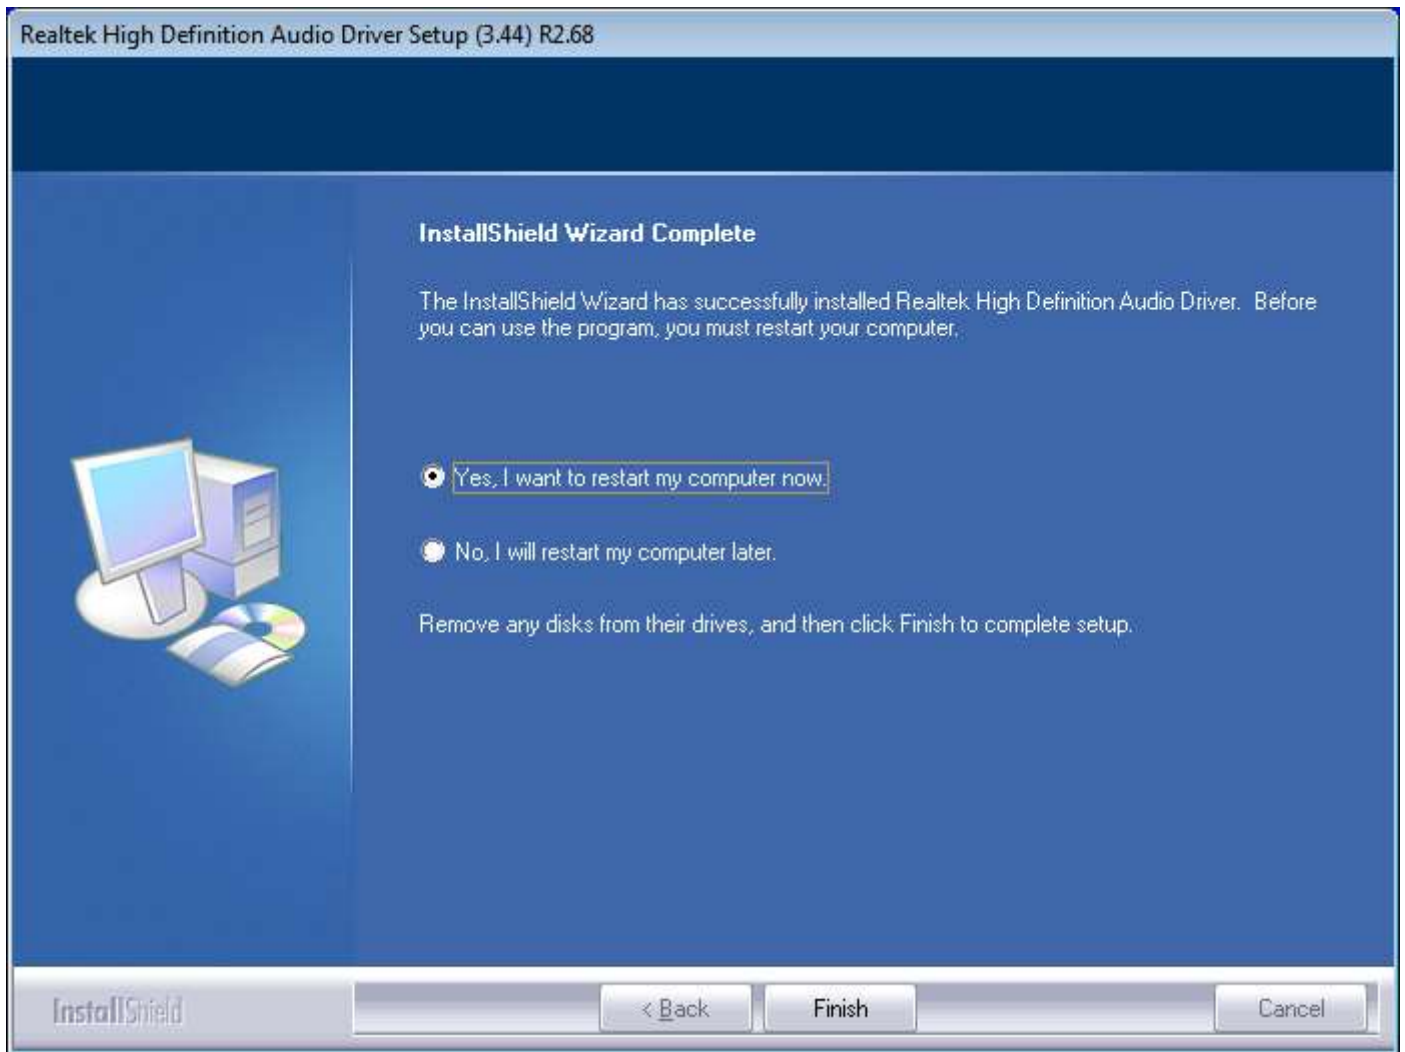 Realtek High Definition Audio Driver Setup (3.44) R2.68
InstallShield Wizard Complete
The InstallShield Wizard has successfully installed Realtek High Definition Audio Driver.  Before
you can use the program, you must restart your computer.
Yes, I want to restart my computer now.
No, I will restart my computer later.
Remove any disks from their drives, and then click Finish to complete setup.
InstallShield
< Back
Finish
Cancel